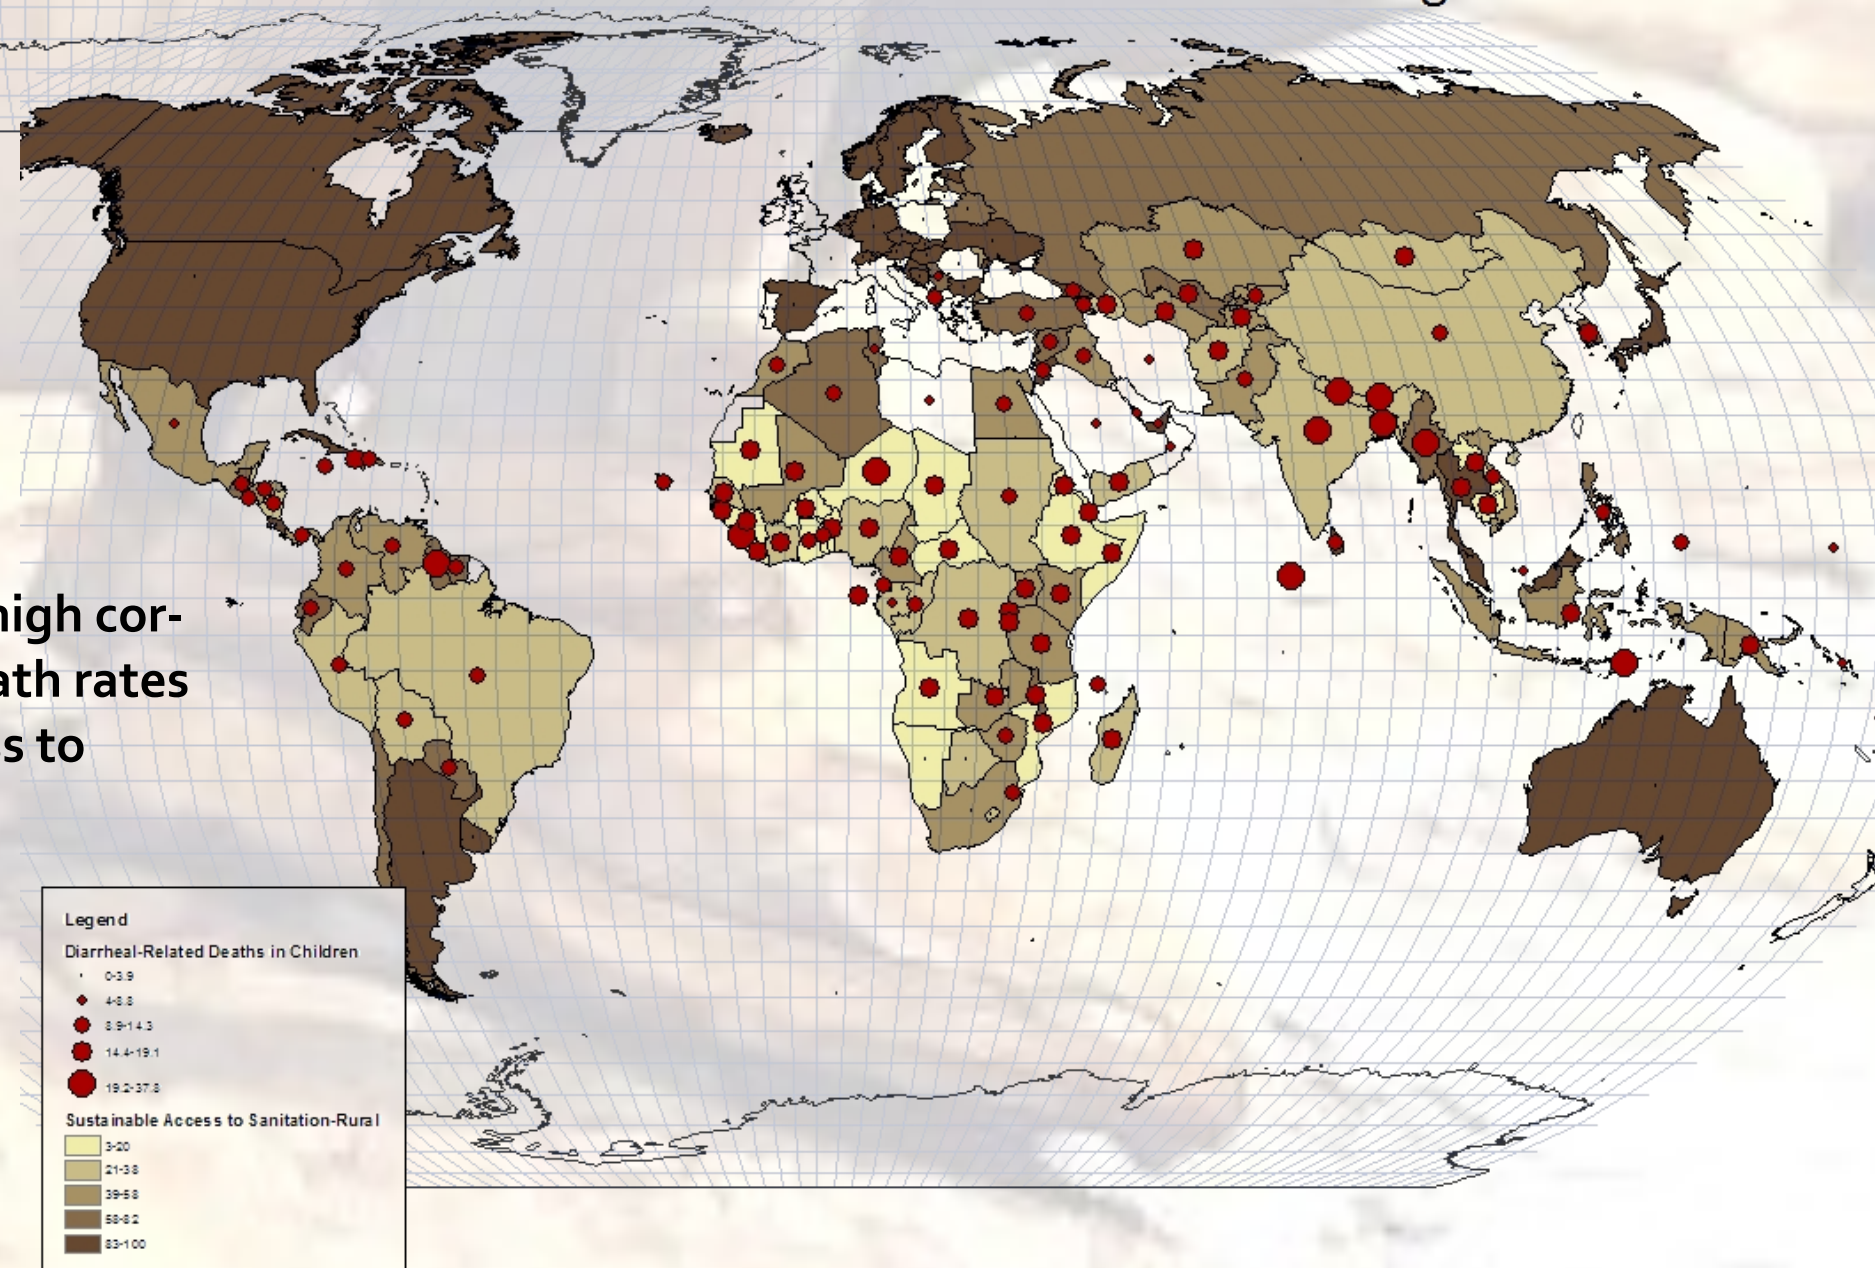 high cor-
ath rates
s to
Legend
Diarrheal-Related Deaths in Children
0-3.9
4-8.8
8.9-14.3
14.4-19.1
19.2-37.8
Sustainable Access to Sanitation-Rural
3-20
21-38
39-58
58-82
83-100